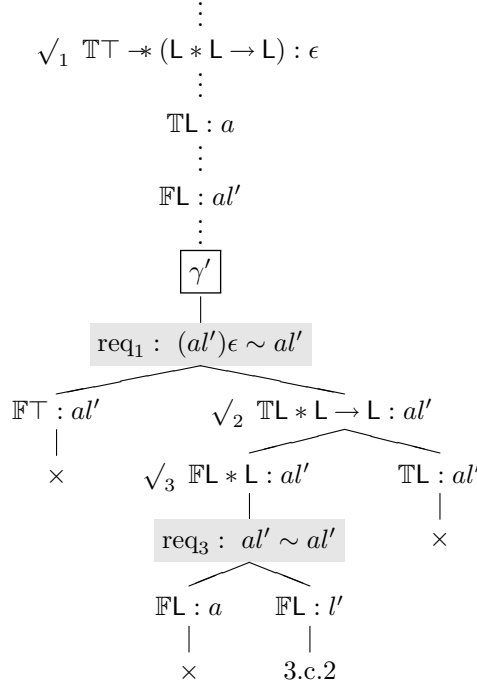 √₁ 𝕋⊤ −∗ (L ∗ L → L) : ϵ
𝕋L : a
𝔽L : al′
γ′
req₁ : (al′)ϵ ∼ al′
𝔽⊤ : al′ √₂ 𝕋L ∗ L → L : al′
× √₃ 𝔽L ∗ L : al′ 𝕋L : al′
req₃ : al′ ∼ al′ ×
𝔽L : a 𝔽L : l′
× 3.c.2